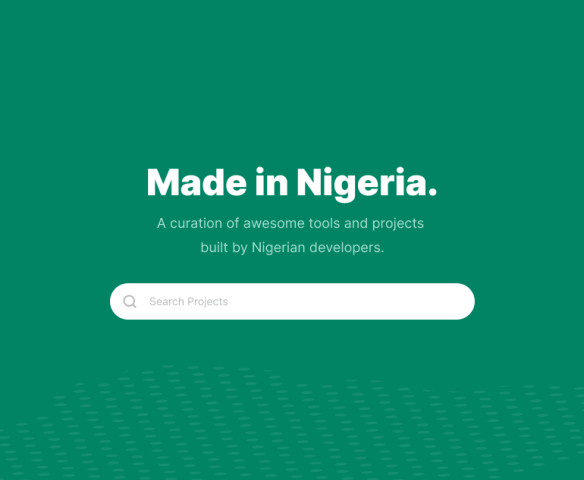 Made in Nigeria.
A curation of awesome tools and projects
built by Nigerian developers.
Search Projects